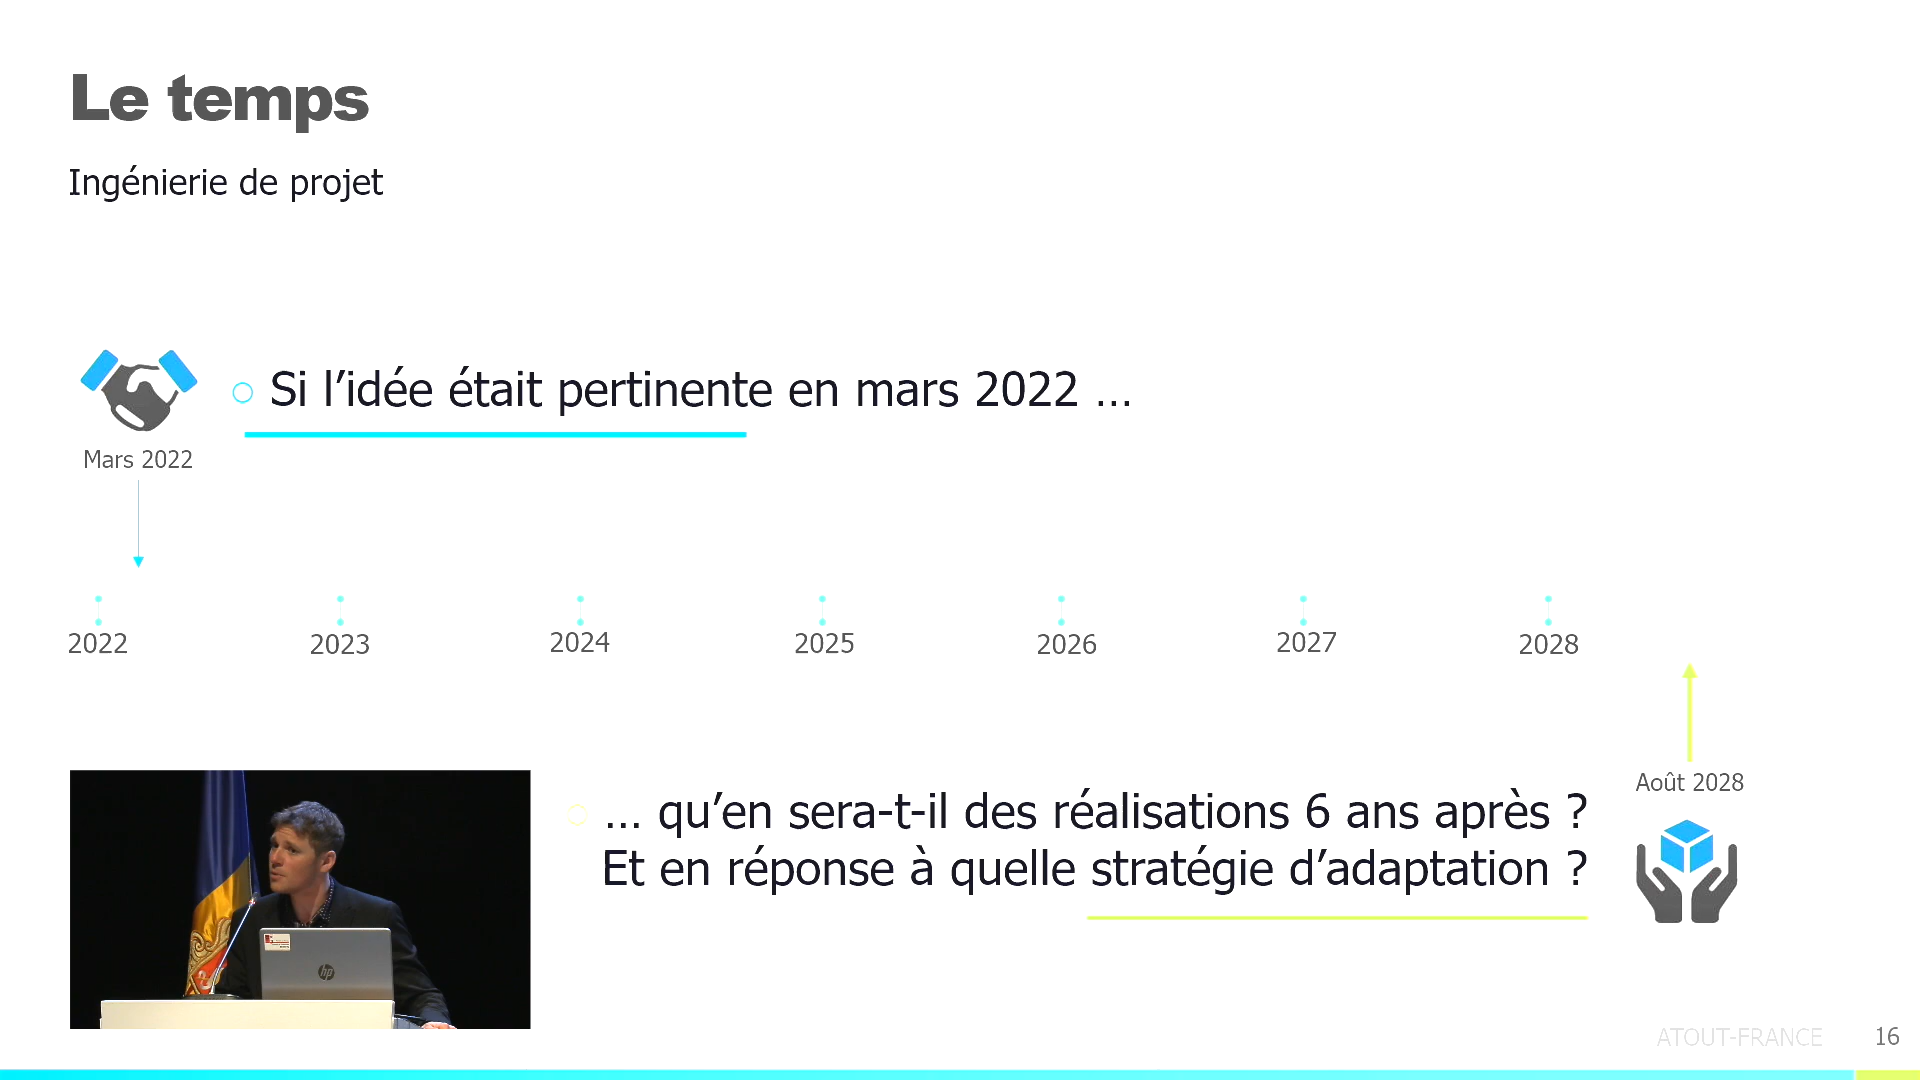 Le temps
Ingénierie de projet
Si l’idée était pertinente en mars 2022 ...
Mars 2022
2022
2023
2024
2025
2026
2027
2028
Août 2028
... qu’en sera-t-il des réalisations 6 ans après ?
Et en réponse à quelle stratégie d’adaptation ?
hp
ATOUT-FRANCE
16